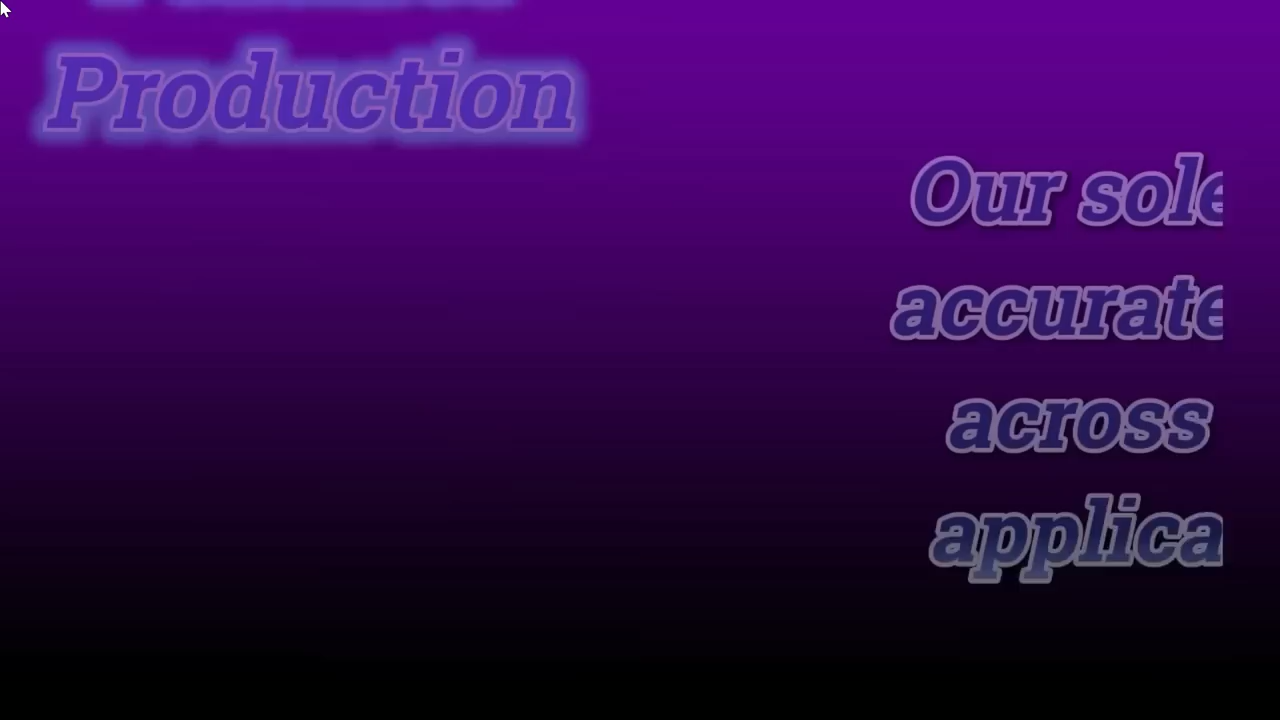 Production
Our sole
accurate
across
applica